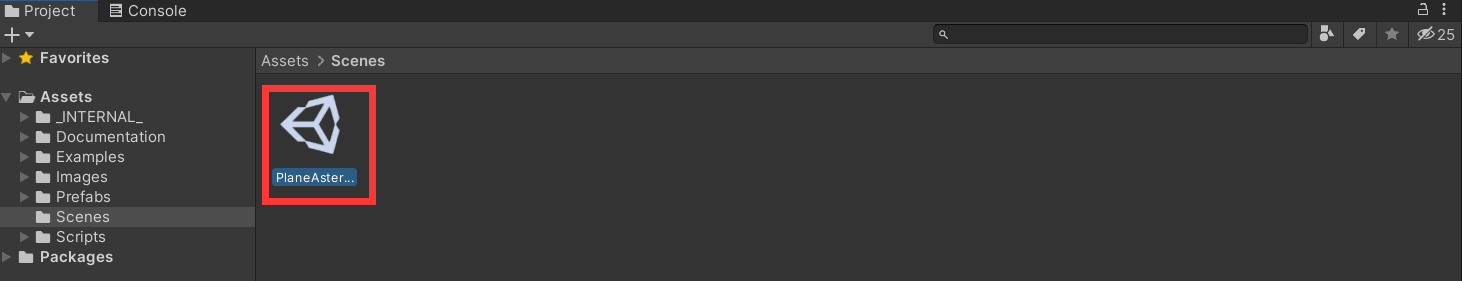 Project Console
25
Favorites
Assets > Scenes
Assets
_INTERNAL_
Documentation
Examples
Images
PlaneAster...
Prefabs
Scenes
Scripts
Packages